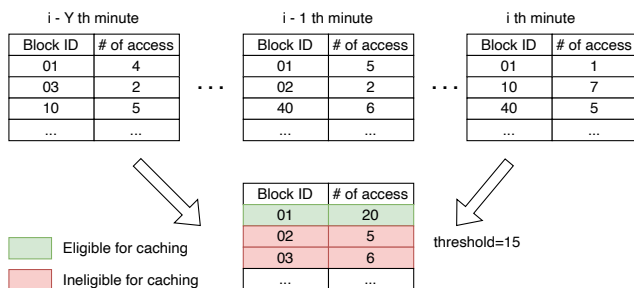 i - Y th minute
Block ID # of access
01 4
03 2
10 5
... ...
...
i - 1 th minute
Block ID # of access
01 5
02 2
40 6
... ...
...
i th minute
Block ID # of access
01 1
10 7
40 5
... ...
Block ID # of access
01 20
02 5
03 6
... ...
threshold=15
Eligible for caching
Ineligible for caching